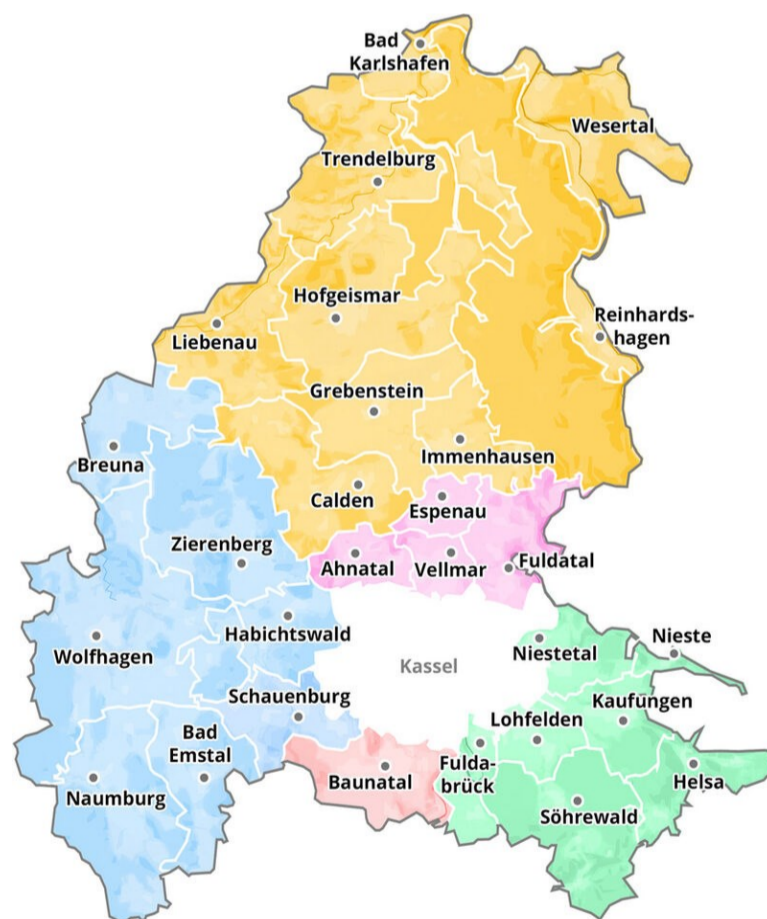 Bad
Karlshafen
Wesertal
Trendelburg
Hofgeismar
Reinhards-
hagen
Liebenau
Grebenstein
Immenhausen
Breuna
Calden
Espenau
Zierenberg
Ahnatal
Vellmar
Fuldatal
Habichtswald
Wolfhagen
Kassel
Niestetal
Nieste
Schauenburg
Kaufungen
Lohfelden
Bad
Emstal
Naumburg
Baunatal
Fulda-
brück
Helsa
Söhrewald